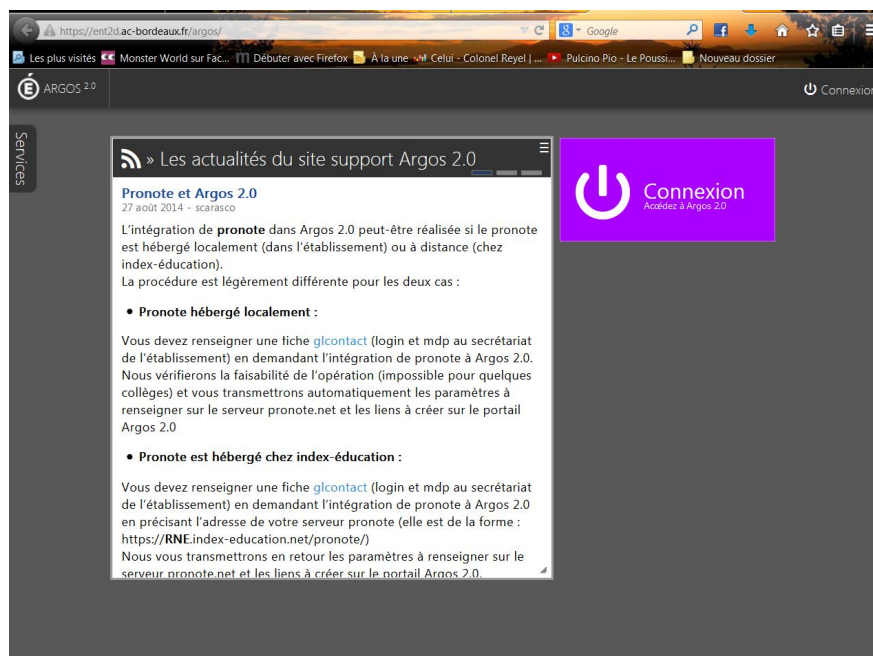 https://ent2d.ac-bordeaux.fr/argos/
Google
Les plus visités Monster World sur Fac... Débuter avec Firefox À la une Celui - Colonel Reyel | ... Pulcino Pio - Le Poussi... Nouveau dossier
ARGOS 2.0
Connexion
Services
» Les actualités du site support Argos 2.0
Pronote et Argos 2.0
27 août 2014 - scarasco
L'intégration de pronote dans Argos 2.0 peut-être réalisée si le pronote
est hébergé localement (dans l'établissement) ou à distance (chez
index-éducation).
La procédure est légèrement différente pour les deux cas :
• Pronote hébergé localement :
Vous devez renseigner une fiche glcontact (login et mdp au secrétariat
de l'établissement) en demandant l'intégration de pronote à Argos 2.0.
Nous vérifierons la faisabilité de l'opération (impossible pour quelques
collèges) et vous transmettrons automatiquement les paramètres à
renseigner sur le serveur pronote.net et les liens à créer sur le portail
Argos 2.0
• Pronote est hébergé chez index-éducation :
Vous devez renseigner une fiche glcontact (login et mdp au secrétariat
de l'établissement) en demandant l'intégration de pronote à Argos 2.0
en précisant l'adresse de votre serveur pronote (elle est de la forme :
https://RNE.index-education.net/pronote/)
Nous vous transmettrons en retour les paramètres à renseigner sur le
serveur pronote.net et les liens à créer sur le portail Argos 2.0.
Connexion
Accédez à Argos 2.0